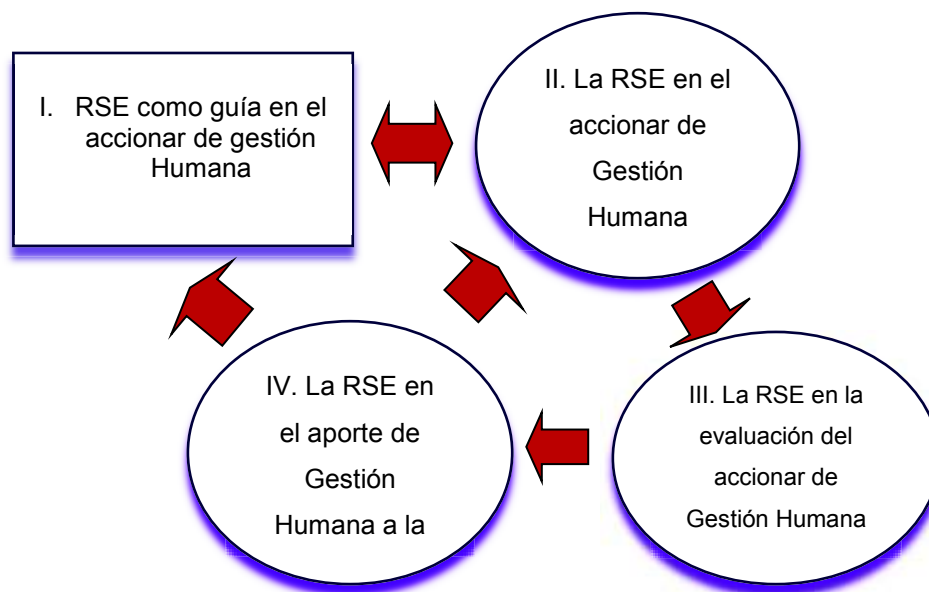 I. RSE como guía en el
accionar de gestión
Humana
II. La RSE en el
accionar de
Gestión
Humana
III. La RSE en la
evaluación del
accionar de
Gestión Humana
IV. La RSE en
el aporte de
Gestión
Humana a la